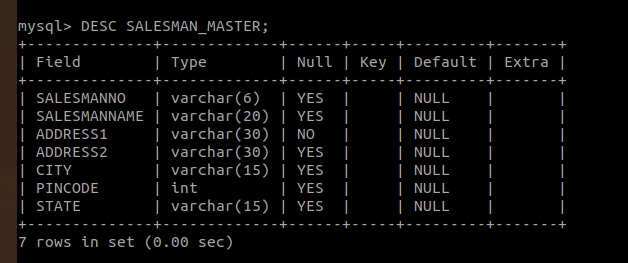 mysql> DESC SALESMAN_MASTER;
+--------------+-------------+------+-----+---------+-------+
| Field        | Type        | Null | Key | Default | Extra |
+--------------+-------------+------+-----+---------+-------+
| SALESMANNO   | varchar(6)  | YES  |     | NULL    |       |
| SALESMANNAME | varchar(20) | YES  |     | NULL    |       |
| ADDRESS1     | varchar(30) | NO   |     | NULL    |       |
| ADDRESS2     | varchar(30) | YES  |     | NULL    |       |
| CITY         | varchar(15) | YES  |     | NULL    |       |
| PINCODE      | int         | YES  |     | NULL    |       |
| STATE        | varchar(15) | YES  |     | NULL    |       |
+--------------+-------------+------+-----+---------+-------+
7 rows in set (0.00 sec)